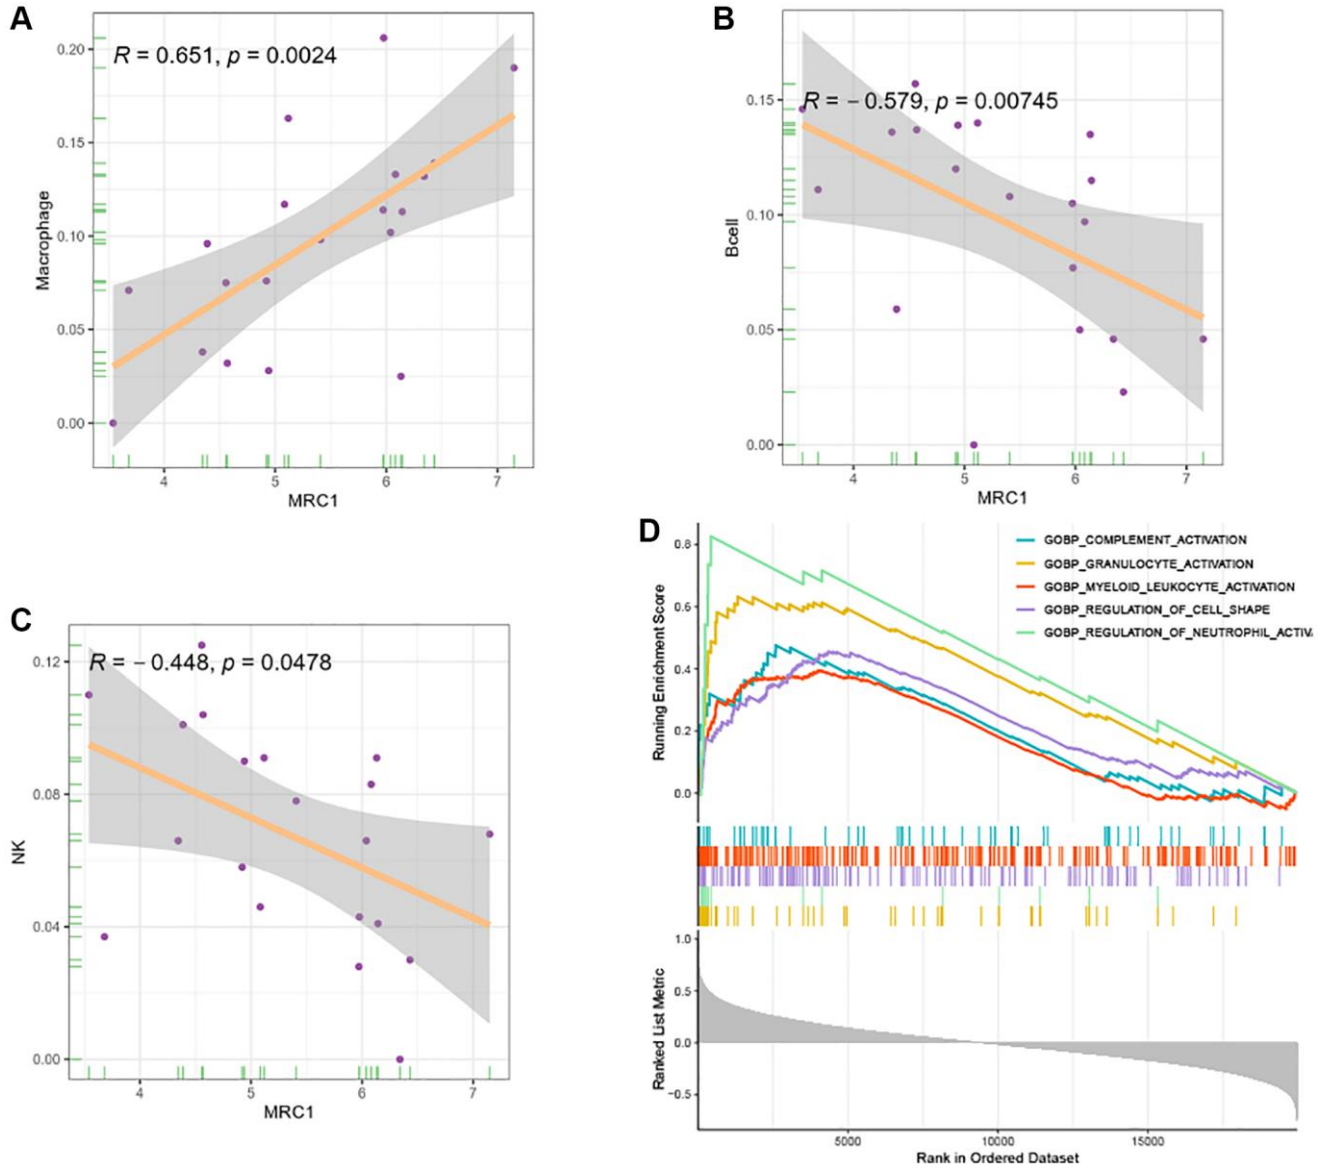 A
R = 0.651, p = 0.0024
Macrophage
0.20
0.15
0.10
0.05
0.00
4 5 6 7
MRC1
B
R = − 0.579, p = 0.00745
Bcell
0.15
0.10
0.05
0.00
4 5 6 7
MRC1
C
R = − 0.448, p = 0.0478
NK
0.12
0.08
0.04
0.00
4 5 6 7
MRC1
D
GOBP_COMPLEMENT_ACTIVATION
GOBP_GRANULOCYTE_ACTIVATION
GOBP_MYELOID_LEUKOCYTE_ACTIVATION
GOBP_REGULATION_OF_CELL_SHAPE
GOBP_REGULATION_OF_NEUTROPHIL_ACTIV
Running Enrichment Score
0.8
0.6
0.4
0.2
0.0
Ranked List Metric
1.0
0.5
0.0
−0.5
5000 10000 15000
Rank in Ordered Dataset